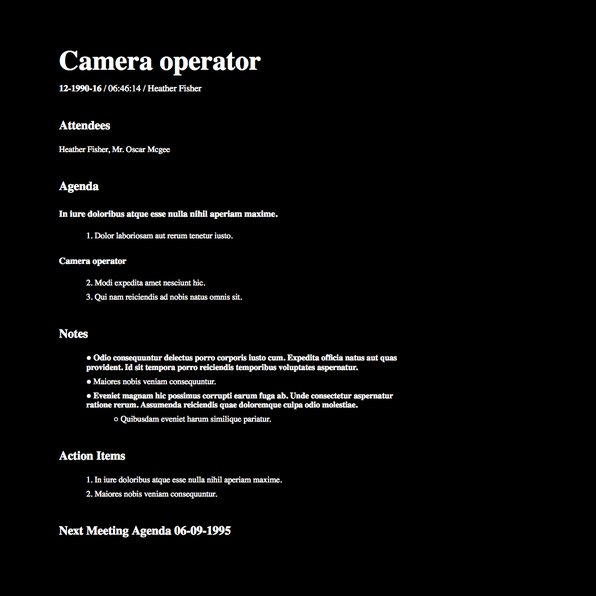 Camera operator
12-1990-16 / 06:46:14 / Heather Fisher
Attendees
Heather Fisher, Mr. Oscar Mcgee
Agenda
In iure doloribus atque esse nulla nihil aperiam maxime.
1. Dolor laboriosam aut rerum tenetur iusto.
Camera operator
2. Modi expedita amet nesciunt hic.
3. Qui nam reiciendis ad nobis natus omnis sit.
Notes
● Odio consequuntur delectus porro corporis iusto cum. Expedita officia natus aut quas
provident. Id sit tempora porro reiciendis temporibus voluptates aspernatur.
● Maiores nobis veniam consequuntur.
● Eveniet magnam hic possimus corrupti earum fuga ab. Unde consectetur aspernatur
ratione rerum. Assumenda reiciendis quae doloremque culpa odio molestiae.
○ Quibusdam eveniet harum similique pariatur.
Action Items
1. In iure doloribus atque esse nulla nihil aperiam maxime.
2. Maiores nobis veniam consequuntur.
Next Meeting Agenda 06-09-1995